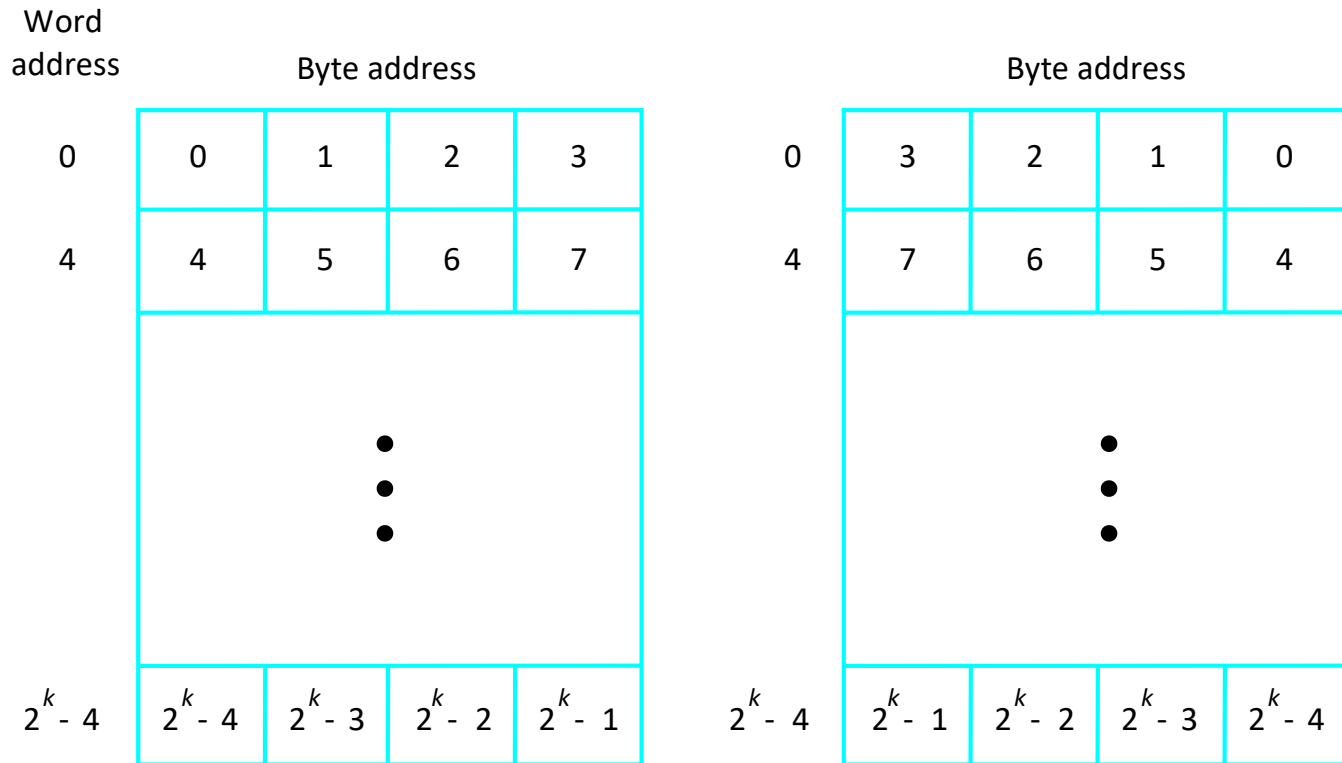 Word
address
Byte address
Byte address
0 0 1 2 3
0 3 2 1 0
4 4 5 6 7
4 7 6 5 4
2^k - 4 2^k - 4 2^k - 3 2^k - 2 2^k - 1
2^k - 4 2^k - 1 2^k - 2 2^k - 3 2^k - 4